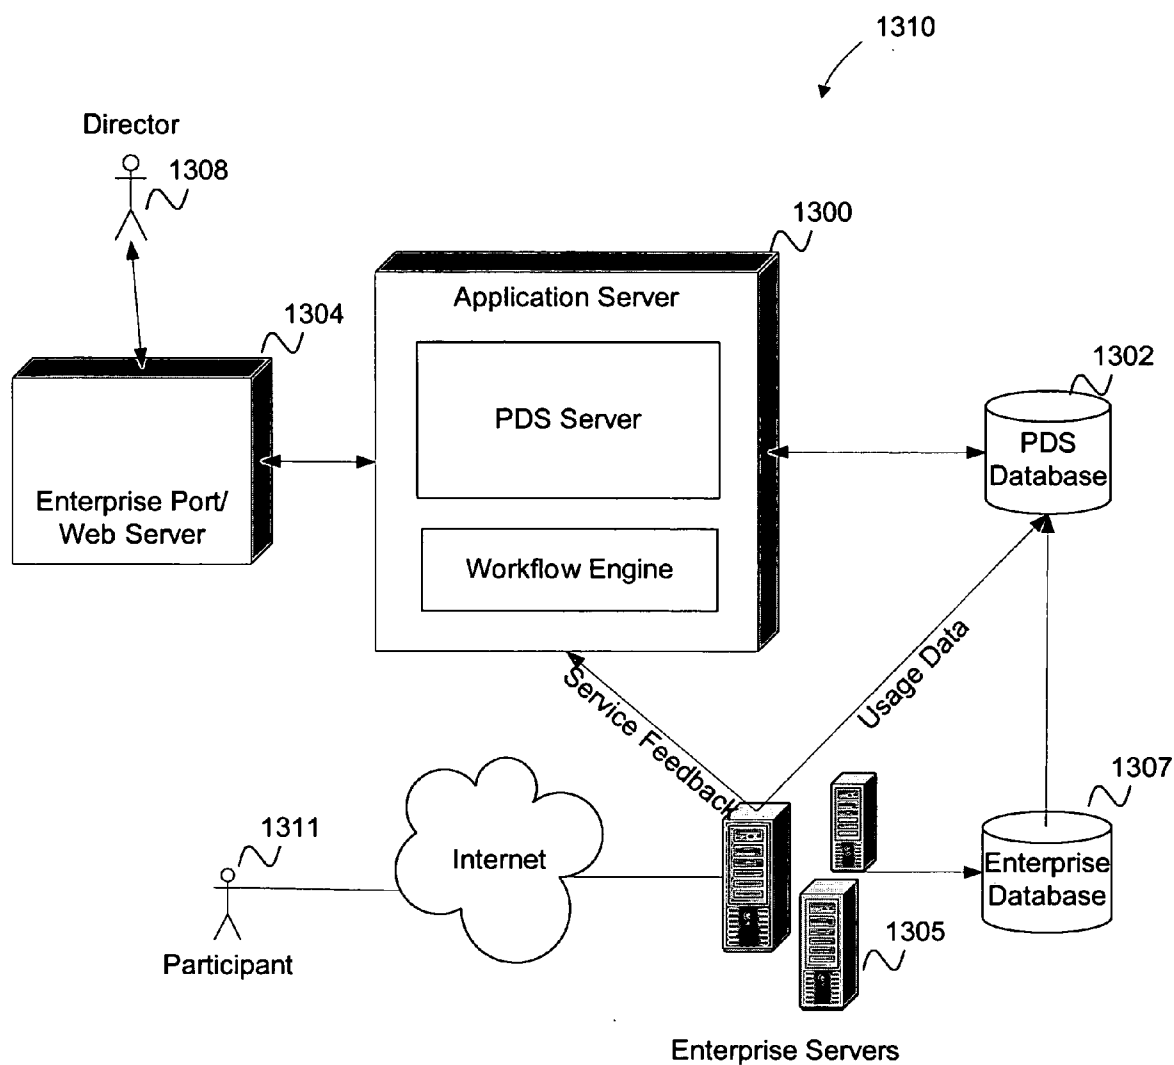 1310
Director
1308
1300
Application Server
1304
PDS Server
1302
PDS
Database
Enterprise Port/
Web Server
Workflow Engine
Service Feedback
Usage Data
1307
1311
Internet
Enterprise
Database
1305
Participant
Enterprise Servers